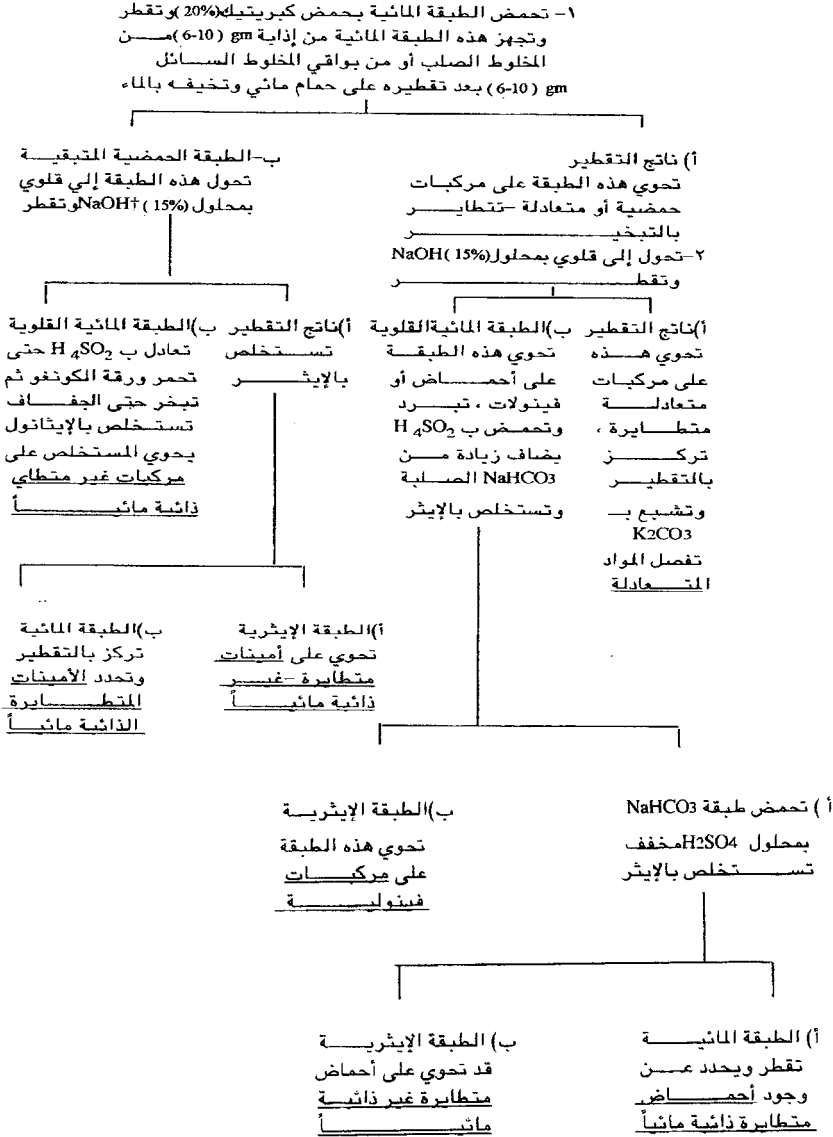 ١- تحمض الطبقة المائية بحمض كبريتيك(20%) وتقطر
وتجهز هذه الطبقة المائية من إذابة gm (6-10) من
المخلوط الصلب أو من بواقي المخلوط السائل
gm (6-10) بعد تقطيره على حمام مائي وتخيفه بالماء
أ) ناتج التقطير
تحوي هذه الطبقة على مركبات
حمضية أو متعادلة -تتطاير
بالتبخير
٢-تحول إلى قلوي بمحلول NaOH (15%)
وتقطر
ب-الطبقة الحمضية المتبقية
تحول هذه الطبقة إلي قلوي
بمحلول (15%) †NaOH وتقطر
أ)ناتج التقطير
تحوي هذه
على مركبات
متعادلة
متطايرة ،
تركز
بالتقطير
وتشبع بـ
K2CO3
تفصل المواد
المتعادلة
ب)الطبقة المائيةالقلوية
تحوي هذه الطبقة
على أحماض أو
فينولات ، تبرد
وتحمض ب H 4SO2
يضاف زيادة من
NaHCO3 الصلبة
وتستخلص بالإيثر
أ)ناتج التقطير
تستخلص
بالإيثر
ب)الطبقة المائية القلوية
تعادل ب H 4SO2 حتى
تحمر ورقة الكونغو ثم
تبخر حتى الجفاف
تستخلص بالإيثانول
يحوي المستخلص على
مركبات غير متطاي
ذائبة مائياً
أ)الطبقة الإيثرية
تحوي على أمينات
متطايرة -غير
ذائبة مائياً
ب)الطبقة المائية
تركز بالتقطير
وتحدد الأمينات
المتطايرة
الذائبة مائياً
أ ) تحمض طبقة NaHCO3
بمحلول H2SO4 مخفف
تستخلص بالإيثر
ب)الطبقة الإيثرية
تحوي هذه الطبقة
على مركبات
فينولية
أ) الطبقة المائية
تقطر ويحدد عن
وجود أحماض
متطايرة ذائبة مائياً
ب) الطبقة الإيثرية
قد تحوي على أحماض
متطايرة غير ذائبة
مائياً